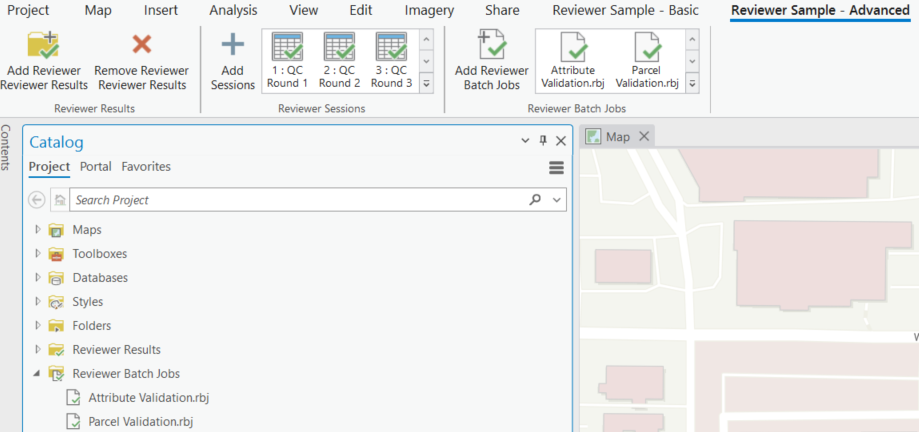 Project Map Insert Analysis View Edit Imagery Share Reviewer Sample - Basic Reviewer Sample - Advanced
Add Reviewer
Reviewer Results
Remove Reviewer
Reviewer Results
Add
Sessions
1 : QC
Round 1
2 : QC
Round 2
3 : QC
Round 3
Add Reviewer
Batch Jobs
Attribute
Validation.rbj
Parcel
Validation.rbj
Reviewer Results
Reviewer Sessions
Reviewer Batch Jobs
Contents
Catalog
Project Portal Favorites
Search Project
Maps
Toolboxes
Databases
Styles
Folders
Reviewer Results
Reviewer Batch Jobs
Attribute Validation.rbj
Parcel Validation.rbj
Map
W